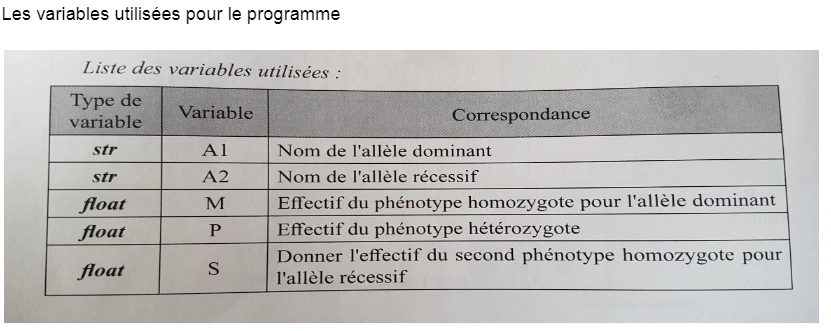 Les variables utilisées pour le programme
Liste des variables utilisées :
Type de variable Variable Correspondance
str A1 Nom de l'allèle dominant
str A2 Nom de l'allèle récessif
float M Effectif du phénotype homozygote pour l'allèle dominant
float P Effectif du phénotype hétérozygote
float S Donner l'effectif du second phénotype homozygote pour
l'allèle récessif